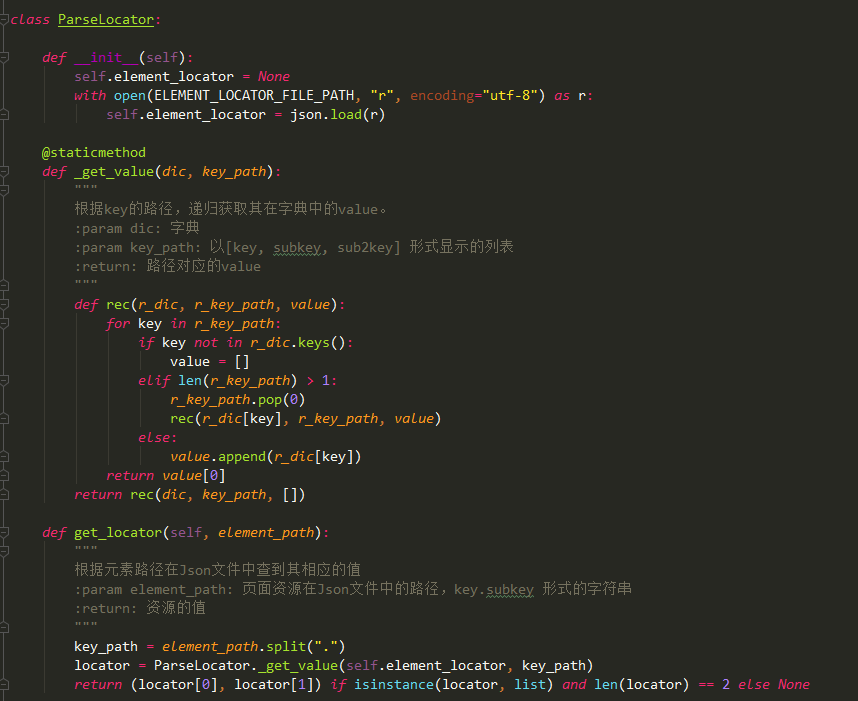 class ParseLocator:
def __init__(self):
self.element_locator = None
with open(ELEMENT_LOCATOR_FILE_PATH, "r", encoding="utf-8") as r:
self.element_locator = json.load(r)
@staticmethod
def _get_value(dic, key_path):
"""
根据key的路径，递归获取其在字典中的value。
:param dic: 字典
:param key_path: 以[key, subkey, sub2key] 形式显示的列表
:return: 路径对应的value
"""
def rec(r_dic, r_key_path, value):
for key in r_key_path:
if key not in r_dic.keys():
value = []
elif len(r_key_path) > 1:
r_key_path.pop(0)
rec(r_dic[key], r_key_path, value)
else:
value.append(r_dic[key])
return value[0]
return rec(dic, key_path, [])
def get_locator(self, element_path):
"""
根据元素路径在Json文件中查到其相应的值
:param element_path: 页面资源在Json文件中的路径，key.subkey 形式的字符串
:return: 资源的值
"""
key_path = element_path.split(".")
locator = ParseLocator._get_value(self.element_locator, key_path)
return (locator[0], locator[1]) if isinstance(locator, list) and len(locator) == 2 else None